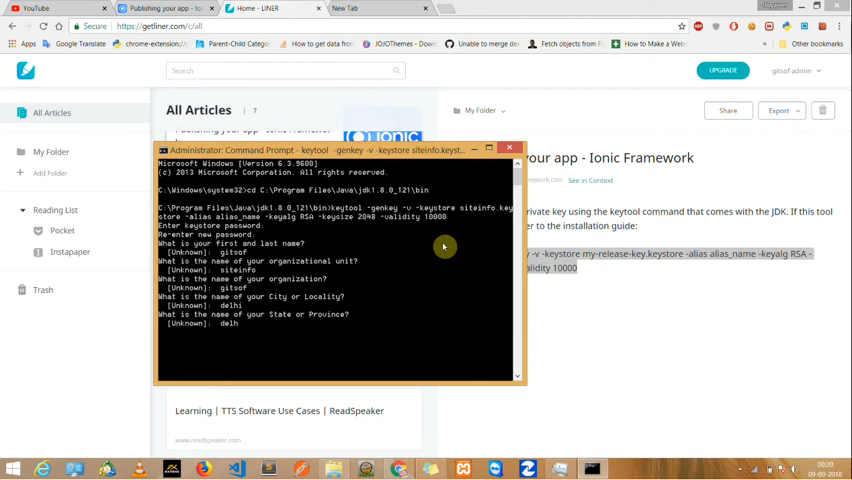 YouTube
Publishing your app - Ion
Home - LINER
New Tab
Secure
https://getliner.com/c/all
Apps
Google Translate
chrome-extension://
Parent-Child Categor
How to get data from
JOJOThemes - Down
Unable to merge dex
Fetch objects from
How to Make a Web
Other bookmarks
Search
UPGRADE
gitsof admin
All Articles
My Folder
Add Folder
Reading List
Pocket
Instapaper
Trash
All Articles 7
My Folder
Share
Export
Publishing your app - Ionic
Administrator: Command Prompt - keytool -genkey -v -keystore siteinfo.keyst...
Microsoft Windows [Version 6.3.9600]
(c) 2013 Microsoft Corporation. All rights reserved.
C:\Windows\system32>cd C:\Program Files\Java\jdk1.8.0_121\bin
C:\Program Files\Java\jdk1.8.0_121\bin>keytool -genkey -v -keystore siteinfo.key
store -alias alias_name -keyalg RSA -keysize 2048 -validity 10000
Enter keystore password:
Re-enter new password:
What is your first and last name?
[Unknown]: gitsof
What is the name of your organizational unit?
[Unknown]: siteinfo
What is the name of your organization?
[Unknown]: gitsof
What is the name of your City or Locality?
[Unknown]: delhi
What is the name of your State or Province?
[Unknown]: delh
your app - Ionic Framework
ework.com See in Context
rivate key using the keytool command that comes with the JDK. If this tool
er to the installation guide:
y -v -keystore my-release-key.keystore -alias alias_name -keyalg RSA -
alidity 10000
Learning | TTS Software Use Cases | ReadSpeaker
www.readspeaker.com
00:20
09-09-2018